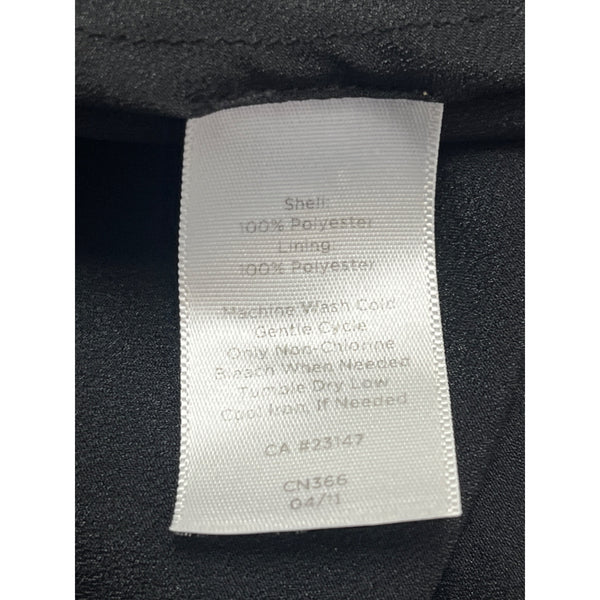 Shell:
100% Polyester
Lining:
100% Polyester
Machine Wash Cold
Gentle Cycle
Only Non-Chlorine
Bleach When Needed
Tumble Dry Low
Cool Iron, If Needed
CA #23147
CN366
04/11